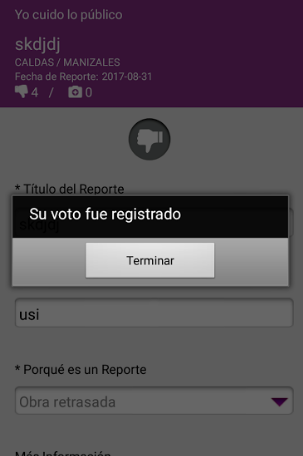 Yo cuido lo público
skdjdj
CALDAS / MANIZALES
Fecha de Reporte: 2017-08-31
4 / 0
* Título del Reporte
Su voto fue registrado
skdjdj
Terminar
usi
* Porqué es un Reporte
Obra retrasada
Más Información